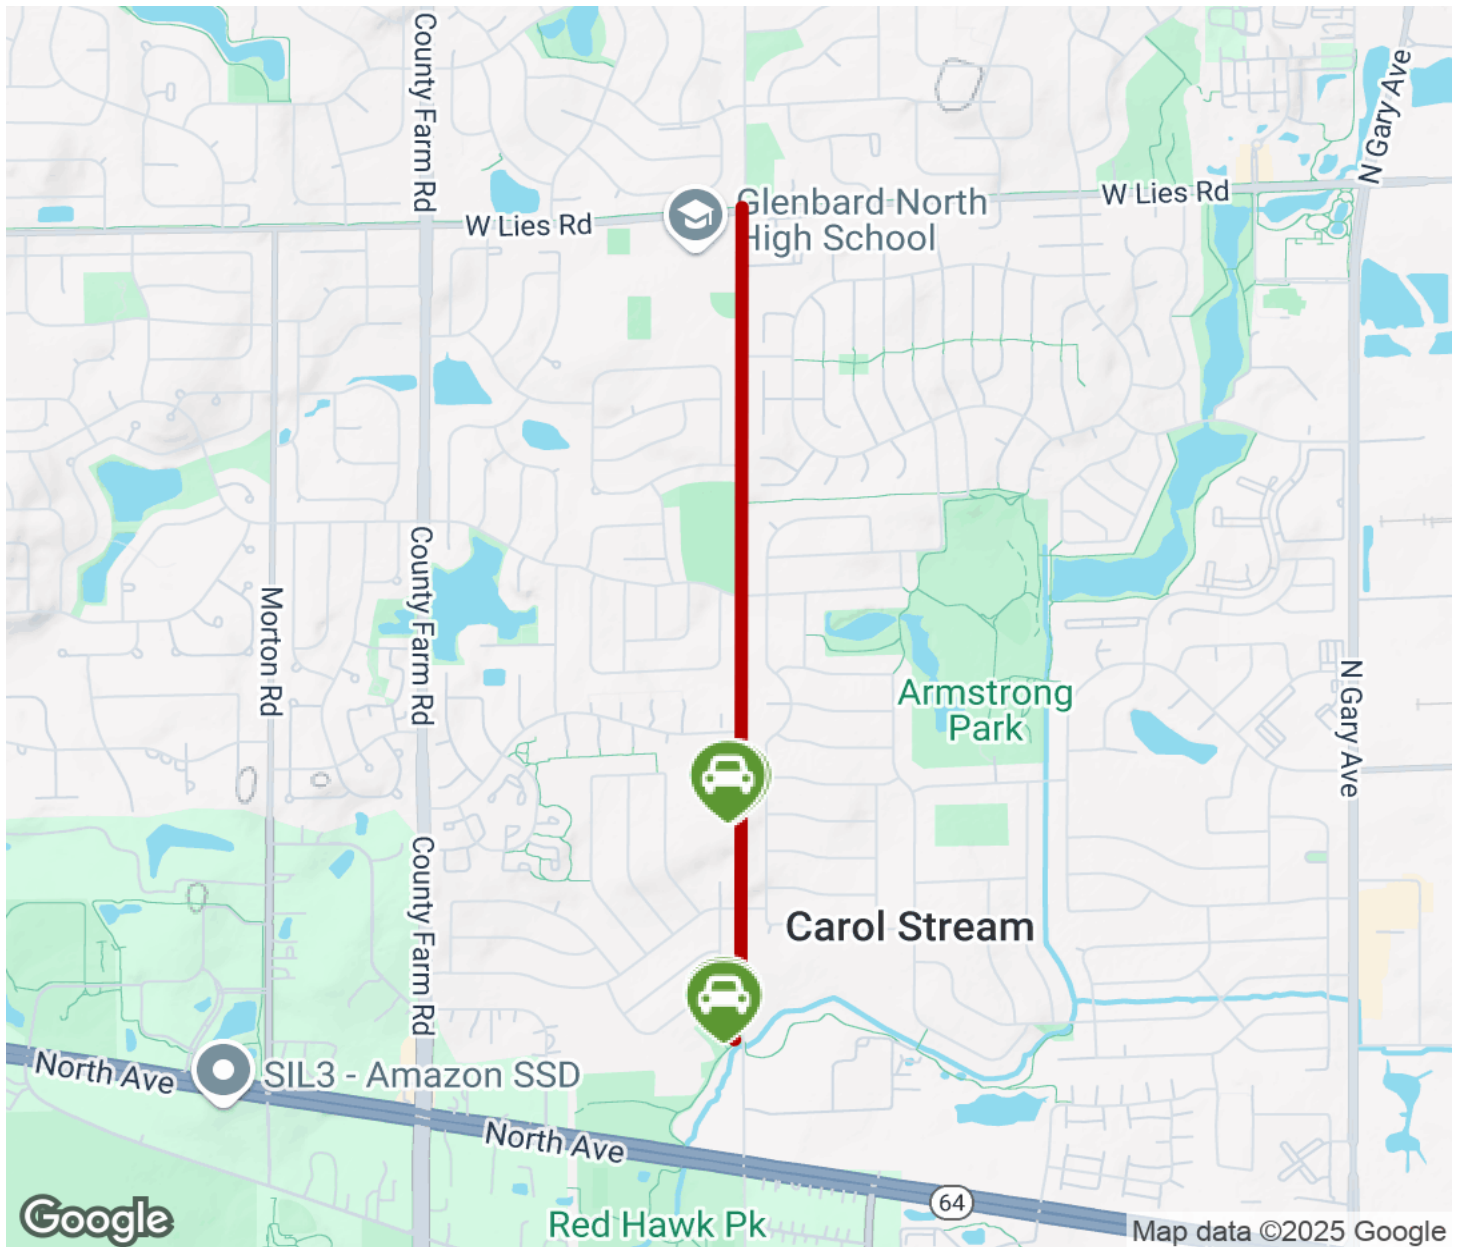 County Farm Rd
N Gary Ave
W Lies Rd
Glenbard North
High School
W Lies Rd
County Farm Rd
Morton Rd
Armstrong
Park
N Gary Ave
County Farm Rd
Carol Stream
North Ave
SIL3 - Amazon SSD
North Ave
64
Red Hawk Pk
Google
Map data ©2025 Google